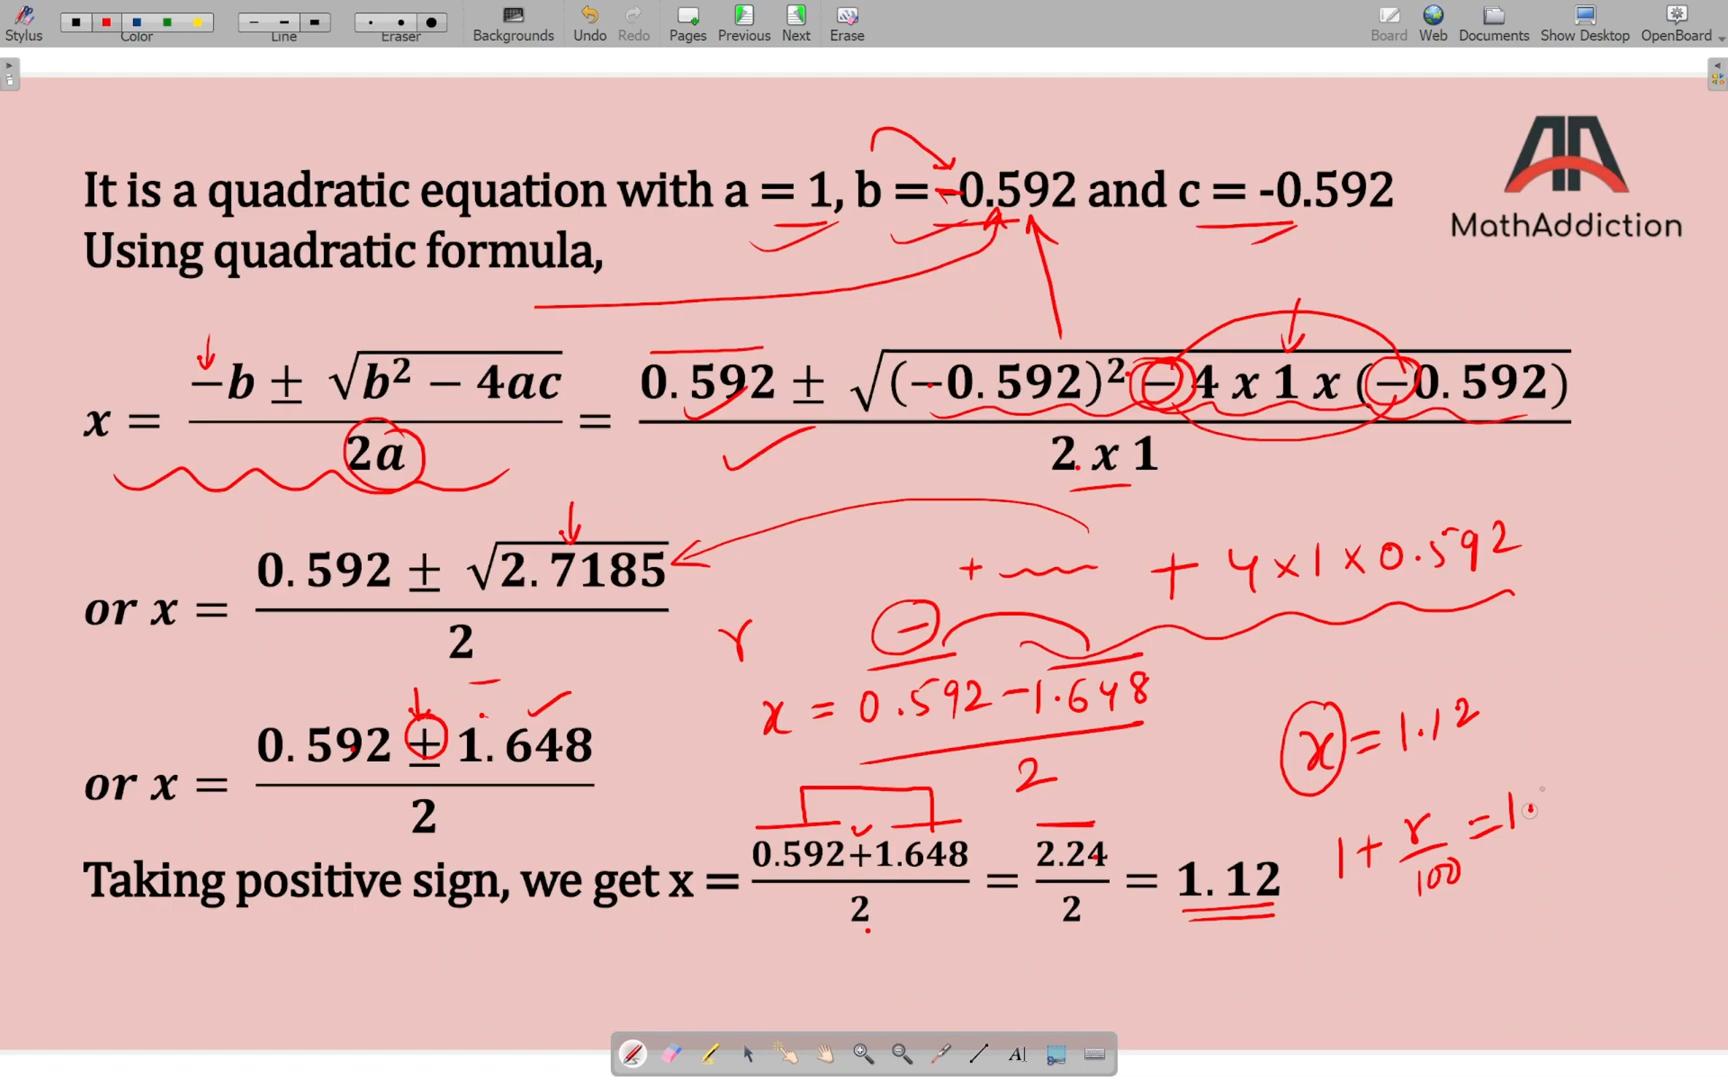 Stylus Color Line Eraser Backgrounds Undo Redo Pages Previous Next Erase Board Web Documents Show Desktop OpenBoard
It is a quadratic equation with a = 1, b = -0.592 and c = -0.592
MathAddiction
Using quadratic formula,
x = (−b ± √(b² − 4ac)) / 2a = (0.592 ± √((−0.592)² − 4 x 1 x (−0.592))) / (2 x 1)
or x = (0.592 ± √2.7185) / 2
+ + 4×1×0.592
r
−
x = (0.592 − 1.648) / 2
or x = (0.592 ± 1.648) / 2
x = 1.12
1 + r/100 = 1.
Taking positive sign, we get x = (0.592+1.648) / 2 = 2.24 / 2 = 1.12